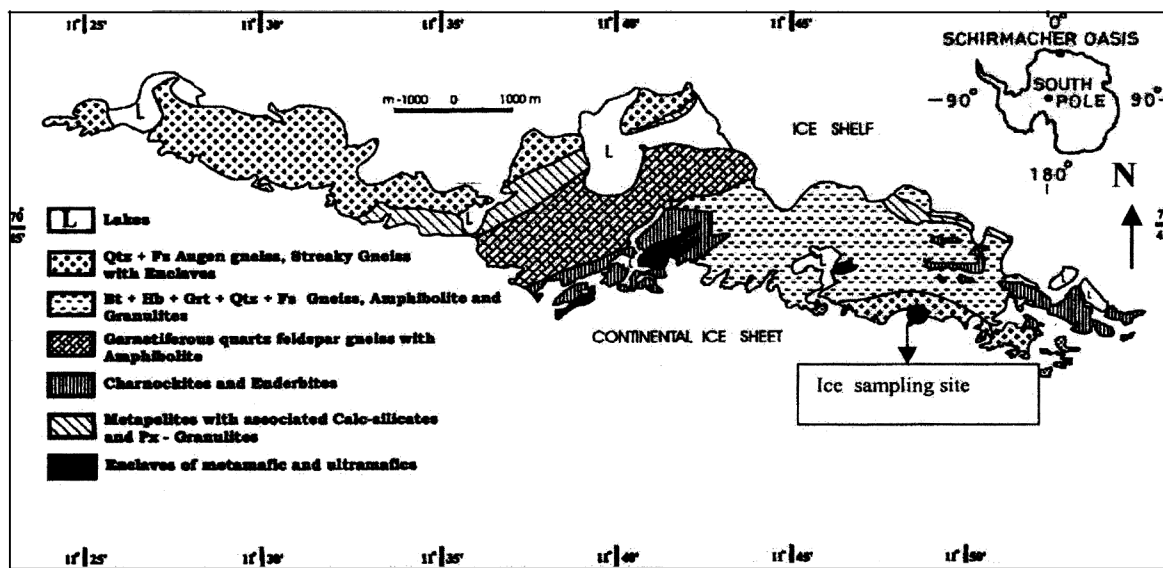 11° 25' 11° 30' 11° 35' 11° 40' 11° 45' 0°
SCHIRMACHER OASIS
SOUTH
POLE
−90° 90°
180°
m-1000 0 1000 m
ICE SHELF
N
L
L
L
L
70°
L Lakes
Qtz + Fs Augen gneiss, Streaky Gneiss
with Enclaves
Bt + Hb + Grt + Qtz + Fs Gneiss, Amphibolite and
Granulites
Garnetiferous quartz feldspar gneiss with
Amphibolite
Charnockites and Enderbites
Metapelites with associated Calc-silicates
and Px - Granulites
Enclaves of metamafic and ultramafics
CONTINENTAL ICE SHEET
Ice sampling site
11° 25' 11° 30' 11° 35' 11° 40' 11° 45' 11° 50'